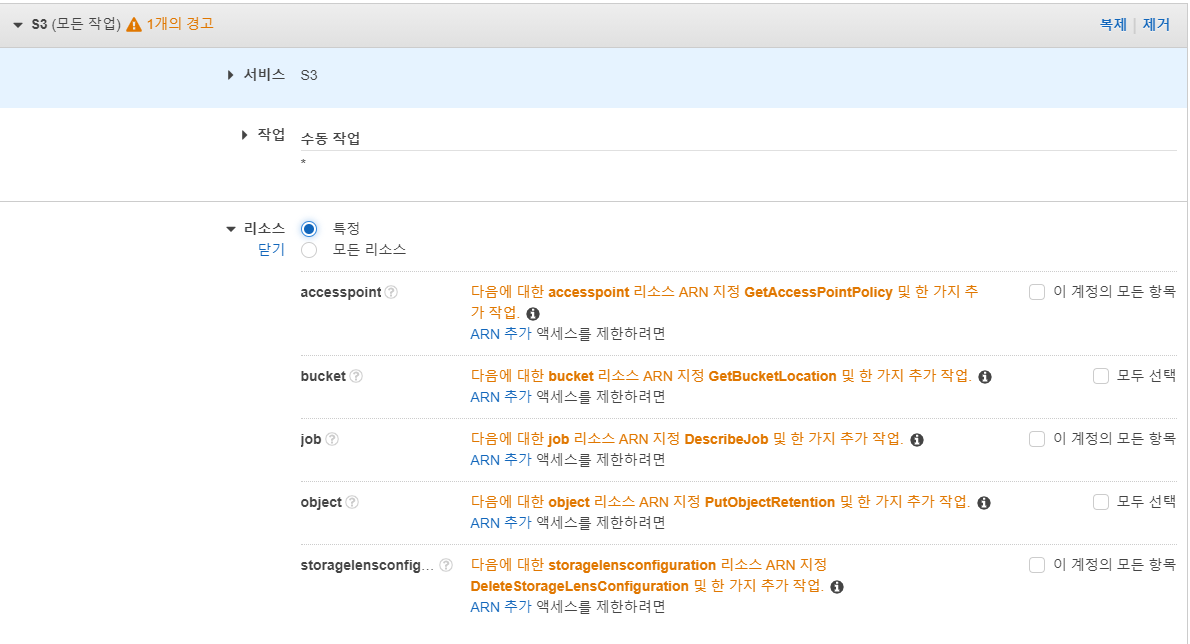 S3 (모든 작업) 1개의 경고 복제 제거
서비스 S3
작업 수동 작업
*
리소스 특정
닫기 모든 리소스
accesspoint 다음에 대한 accesspoint 리소스 ARN 지정 GetAccessPointPolicy 및 한 가지 추 이 계정의 모든 항목
가 작업.
ARN 추가 액세스를 제한하려면
bucket 다음에 대한 bucket 리소스 ARN 지정 GetBucketLocation 및 한 가지 추가 작업. 모두 선택
ARN 추가 액세스를 제한하려면
job 다음에 대한 job 리소스 ARN 지정 DescribeJob 및 한 가지 추가 작업. 이 계정의 모든 항목
ARN 추가 액세스를 제한하려면
object 다음에 대한 object 리소스 ARN 지정 PutObjectRetention 및 한 가지 추가 작업. 모두 선택
ARN 추가 액세스를 제한하려면
storagelensconfig... 다음에 대한 storagelensconfiguration 리소스 ARN 지정 이 계정의 모든 항목
DeleteStorageLensConfiguration 및 한 가지 추가 작업.
ARN 추가 액세스를 제한하려면